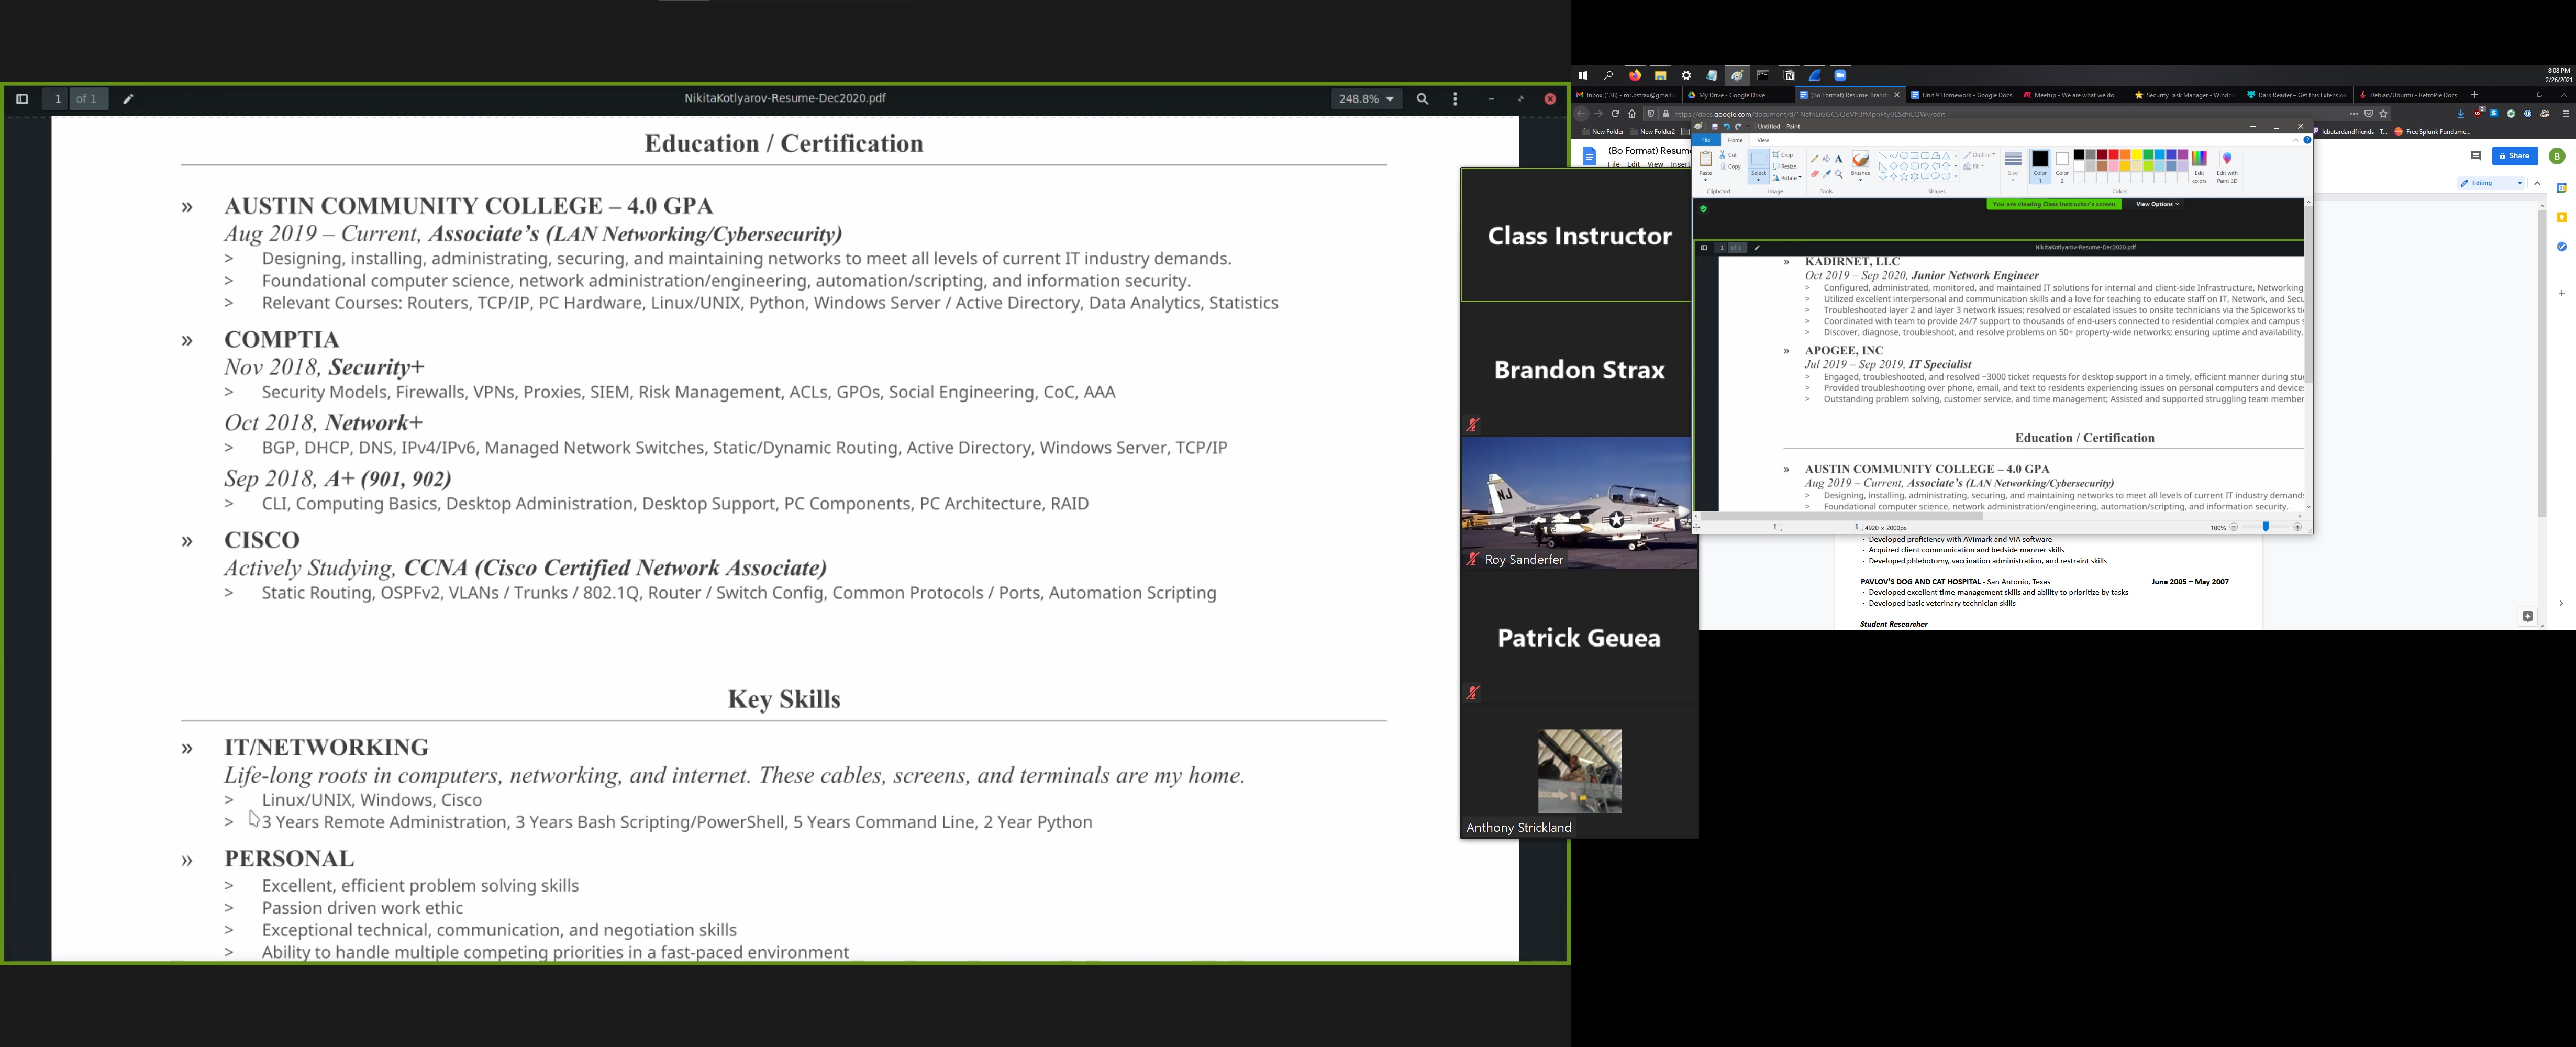 1 of 1
NikitaKotlyarov-Resume-Dec2020.pdf
248.8%
Education / Certification
» AUSTIN COMMUNITY COLLEGE – 4.0 GPA
Aug 2019 – Current, Associate's (LAN Networking/Cybersecurity)
> Designing, installing, administrating, securing, and maintaining networks to meet all levels of current IT industry demands.
> Foundational computer science, network administration/engineering, automation/scripting, and information security.
> Relevant Courses: Routers, TCP/IP, PC Hardware, Linux/UNIX, Python, Windows Server / Active Directory, Data Analytics, Statistics
» COMPTIA
Nov 2018, Security+
> Security Models, Firewalls, VPNs, Proxies, SIEM, Risk Management, ACLs, GPOs, Social Engineering, CoC, AAA
Oct 2018, Network+
> BGP, DHCP, DNS, IPv4/IPv6, Managed Network Switches, Static/Dynamic Routing, Active Directory, Windows Server, TCP/IP
Sep 2018, A+ (901, 902)
> CLI, Computing Basics, Desktop Administration, Desktop Support, PC Components, PC Architecture, RAID
» CISCO
Actively Studying, CCNA (Cisco Certified Network Associate)
> Static Routing, OSPFv2, VLANs / Trunks / 802.1Q, Router / Switch Config, Common Protocols / Ports, Automation Scripting
Key Skills
» IT/NETWORKING
Life-long roots in computers, networking, and internet. These cables, screens, and terminals are my home.
> Linux/UNIX, Windows, Cisco
> 3 Years Remote Administration, 3 Years Bash Scripting/PowerShell, 5 Years Command Line, 2 Year Python
» PERSONAL
> Excellent, efficient problem solving skills
> Passion driven work ethic
> Exceptional technical, communication, and negotiation skills
> Ability to handle multiple competing priorities in a fast-paced environment
Class Instructor
Brandon Strax
NJ
Roy Sanderfer
Patrick Geuea
Anthony Strickland
8:08 PM
2/26/2021
Inbox (138) - mr.bstrax@gmail.
My Drive - Google Drive
(Bo Format) Resume_Brand
Unit 9 Homework - Google Docs
Meetup - We are what we do
Security Task Manager - Window
Dark Reader – Get this Extension
Debian/Ubuntu - RetroPie Docs
New Folder
New Folder2
lebatardandfriends - T...
Free Splunk Fundame...
(Bo Format) Resum
File Edit View Insert
Share
B
Editing
Untitled - Paint
File Home View
Paste
Cut
Copy
Clipboard
Select
Crop
Resize
Rotate
Image
Tools
Brushes
Outline
Fill
Shapes
Size
Color 1
Color 2
Colors
Edit colors
Edit with Paint 3D
You are viewing Class Instructor's screen
View Options
1 of 1
NikitaKotlyarov-Resume-Dec2020.pdf
» KADIRNET, LLC
Oct 2019 – Sep 2020, Junior Network Engineer
> Configured, administrated, monitored, and maintained IT solutions for internal and client-side Infrastructure, Networking
> Utilized excellent interpersonal and communication skills and a love for teaching to educate staff on IT, Network, and Secu
> Troubleshooted layer 2 and layer 3 network issues; resolved or escalated issues to onsite technicians via the Spiceworks ti
> Coordinated with team to provide 24/7 support to thousands of end-users connected to residential complex and campus s
> Discover, diagnose, troubleshoot, and resolve problems on 50+ property-wide networks; ensuring uptime and availability.
» APOGEE, INC
Jul 2019 – Sep 2019, IT Specialist
> Engaged, troubleshooted, and resolved ~3000 ticket requests for desktop support in a timely, efficient manner during stu
> Provided troubleshooting over phone, email, and text to residents experiencing issues on personal computers and device
> Outstanding problem solving, customer service, and time management; Assisted and supported struggling team member
Education / Certification
» AUSTIN COMMUNITY COLLEGE – 4.0 GPA
Aug 2019 – Current, Associate's (LAN Networking/Cybersecurity)
> Designing, installing, administrating, securing, and maintaining networks to meet all levels of current IT industry demands
> Foundational computer science, network administration/engineering, automation/scripting, and information security.
4920 × 2000px
100%
· Developed proficiency with AVImark and VIA software
· Acquired client communication and bedside manner skills
· Developed phlebotomy, vaccination administration, and restraint skills
PAVLOV'S DOG AND CAT HOSPITAL - San Antonio, Texas June 2005 – May 2007
· Developed excellent time-management skills and ability to prioritize by tasks
· Developed basic veterinary technician skills
Student Researcher